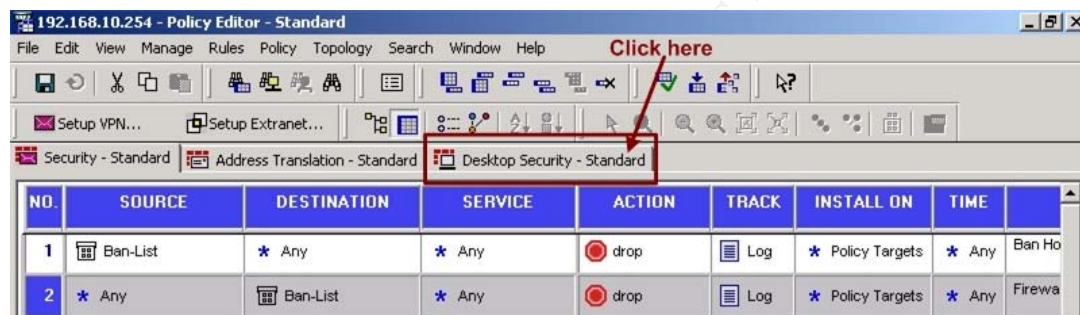 192.168.10.254 - Policy Editor - Standard
File Edit View Manage Rules Policy Topology Search Window Help
Click here
Setup VPN... Setup Extranet...
Security - Standard Address Translation - Standard Desktop Security - Standard
NO. SOURCE DESTINATION SERVICE ACTION TRACK INSTALL ON TIME
1 Ban-List * Any * Any drop Log * Policy Targets * Any Ban Ho
2 * Any Ban-List * Any drop Log * Policy Targets * Any Firewa